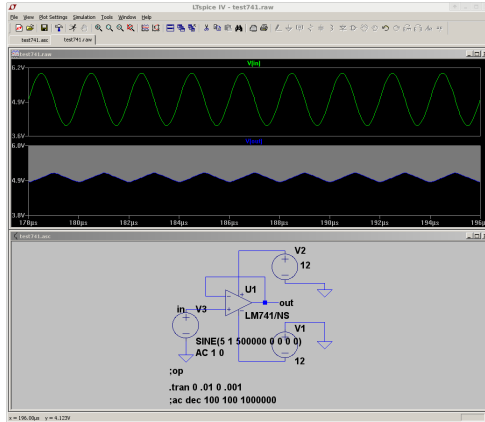 LTspice IV - test741.raw
File View Plot Settings Simulation Tools Window Help
test741.asc test741.raw
test741.raw
V(in)
6.2V
4.9V
3.6V
V(out)
6.0V
4.9V
3.8V
178µs 180µs 182µs 184µs 186µs 188µs 190µs 192µs 194µs 196µs
test741.asc
V2
12
U1
in V3
out
LM741/NS
V1
SINE(5 1 500000 0 0 0 0)
AC 1 0
12
;op
.tran 0 .01 0 .001
;ac dec 100 100 1000000
x = 196.00µs y = 4.123V